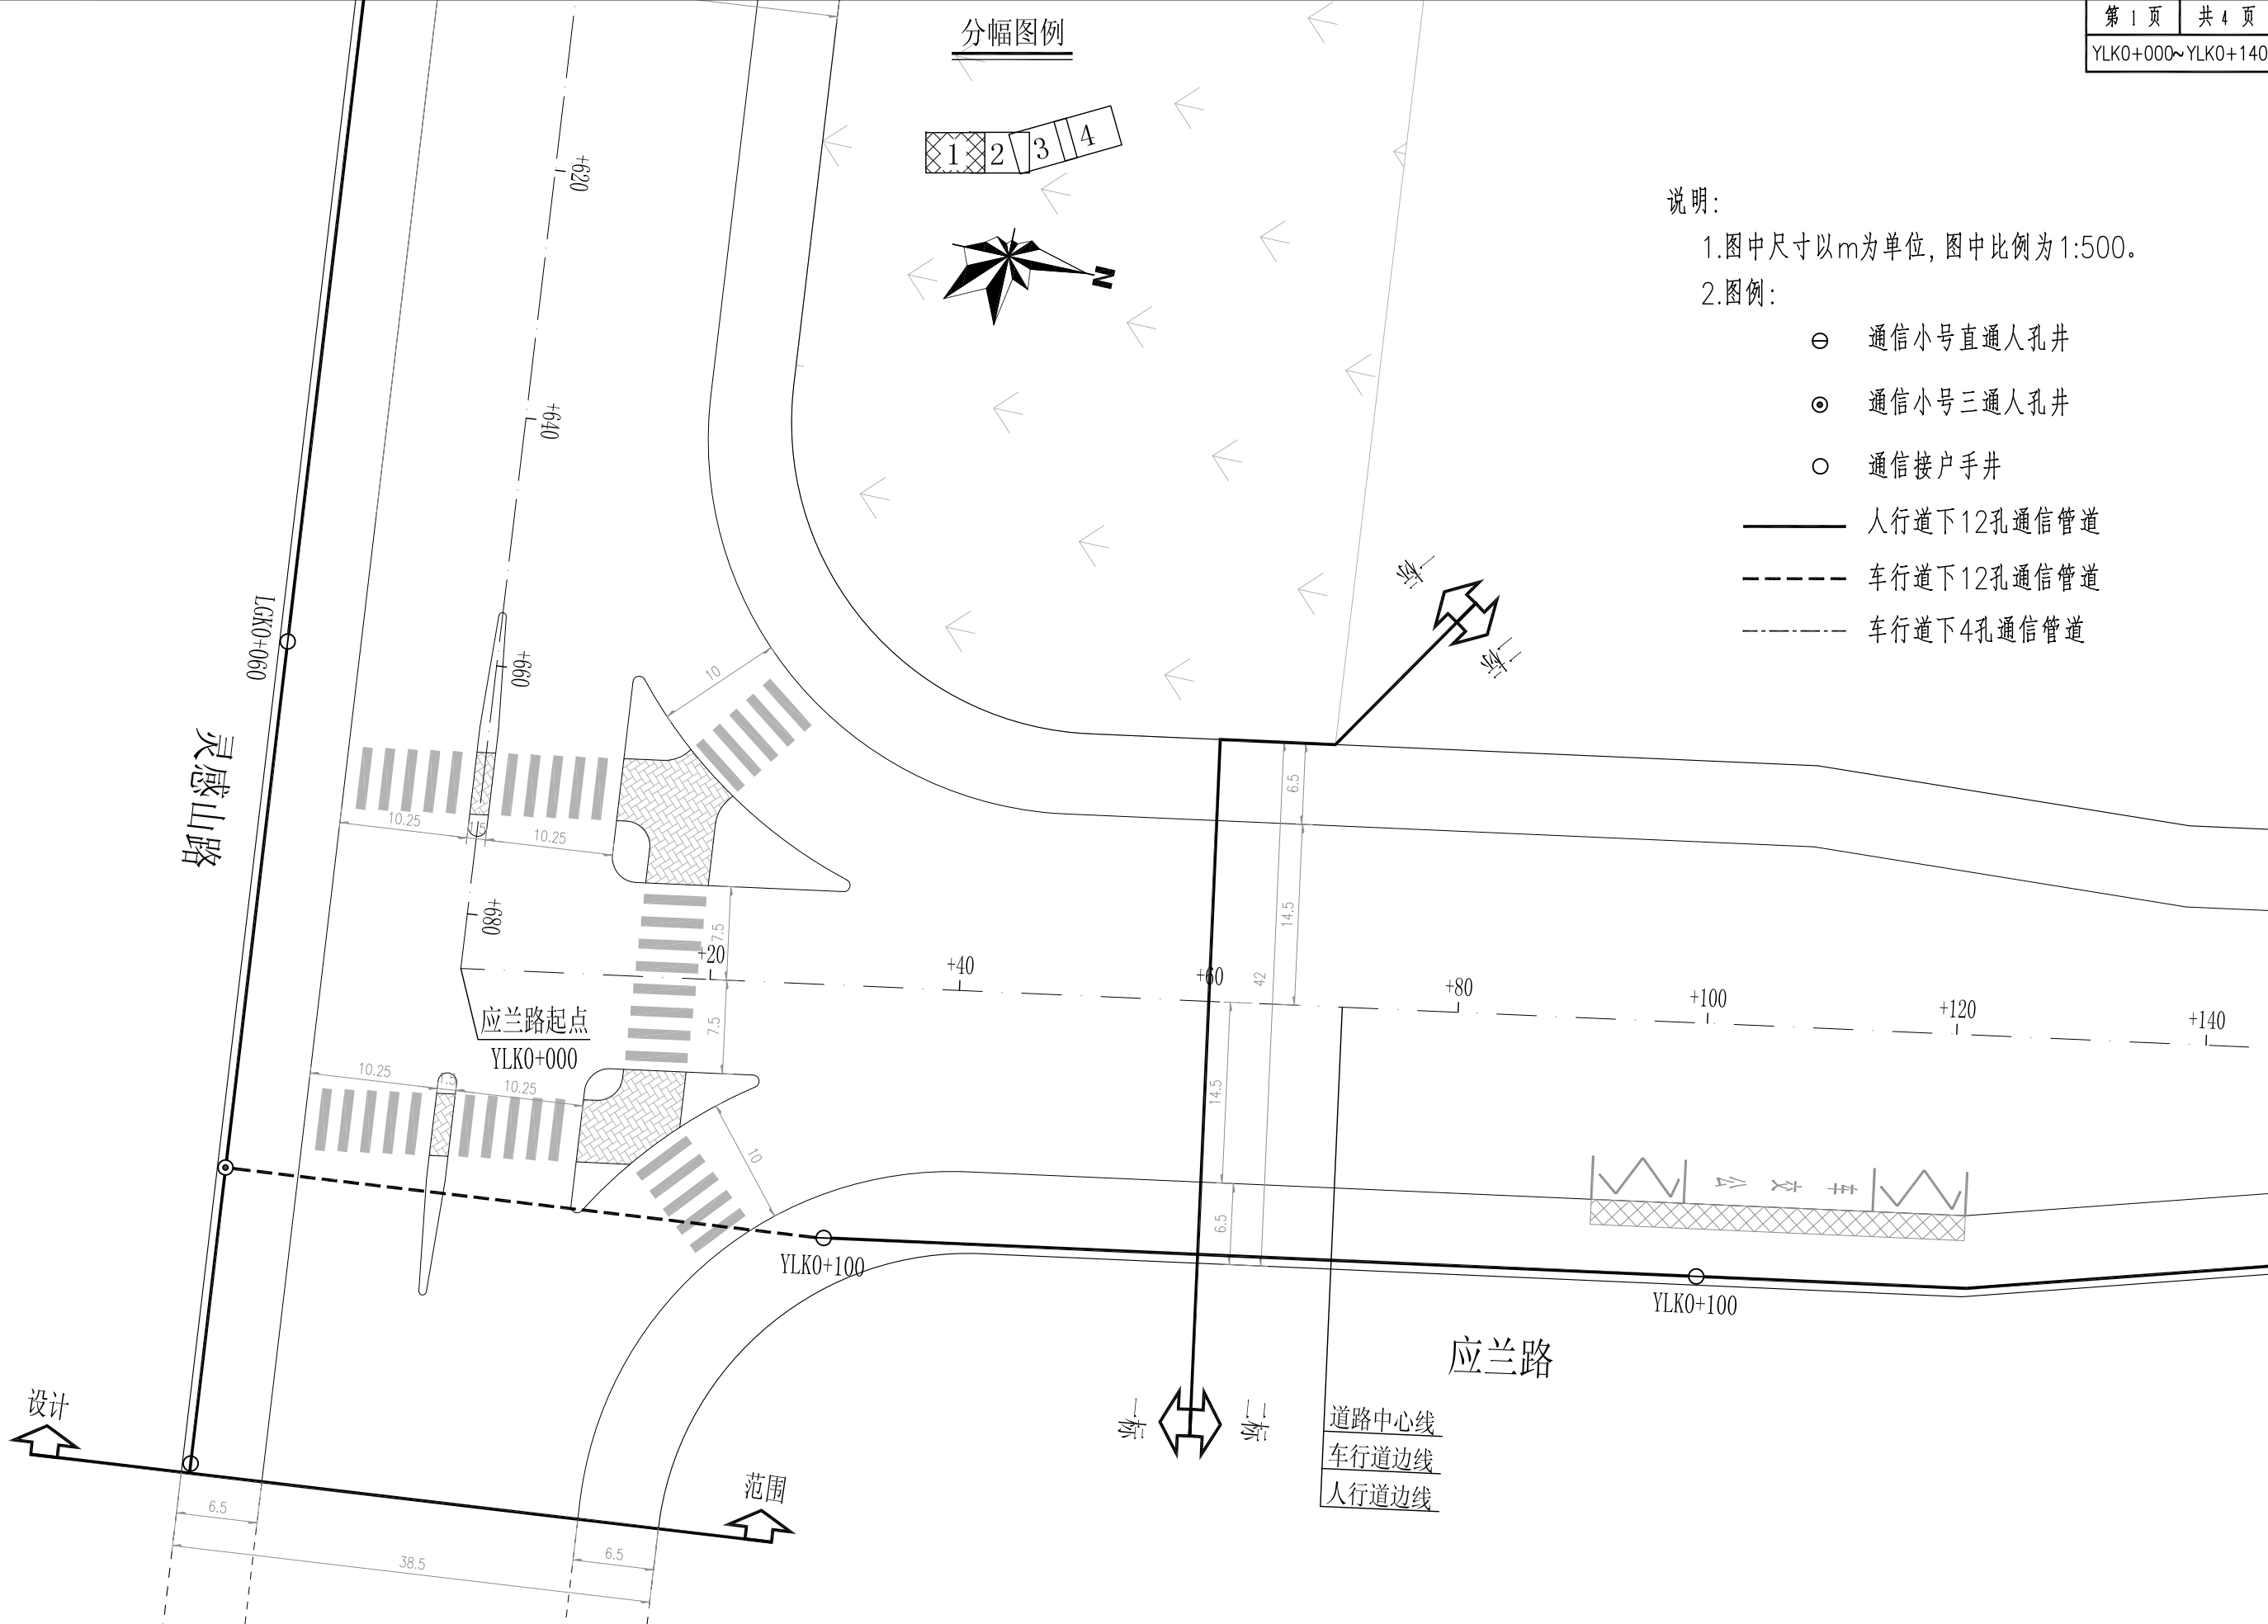 第 1 页 共 4 页
YLK0+000~YLK0+140
分幅图例
1 2 3 4
N
说明:
1.图中尺寸以m为单位,图中比例为1:500。
2.图例:
通信小号直通人孔井
通信小号三通人孔井
通信接户手井
人行道下12孔通信管道
车行道下12孔通信管道
车行道下4孔通信管道
+620
+640
+660
+680
LGK0+060
灵感山路
10
10.25
1.5
10.25
一标
二标
6.5
14.5
42
14.5
6.5
7.5
7.5
+20
+40
+60
+80
+100
+120
+140
应兰路起点
YLK0+000
10.25
1.5
10.25
10
公交车
YLK0+100
YLK0+100
应兰路
一标
二标
道路中心线
车行道边线
人行道边线
设计
范围
6.5
38.5
6.5